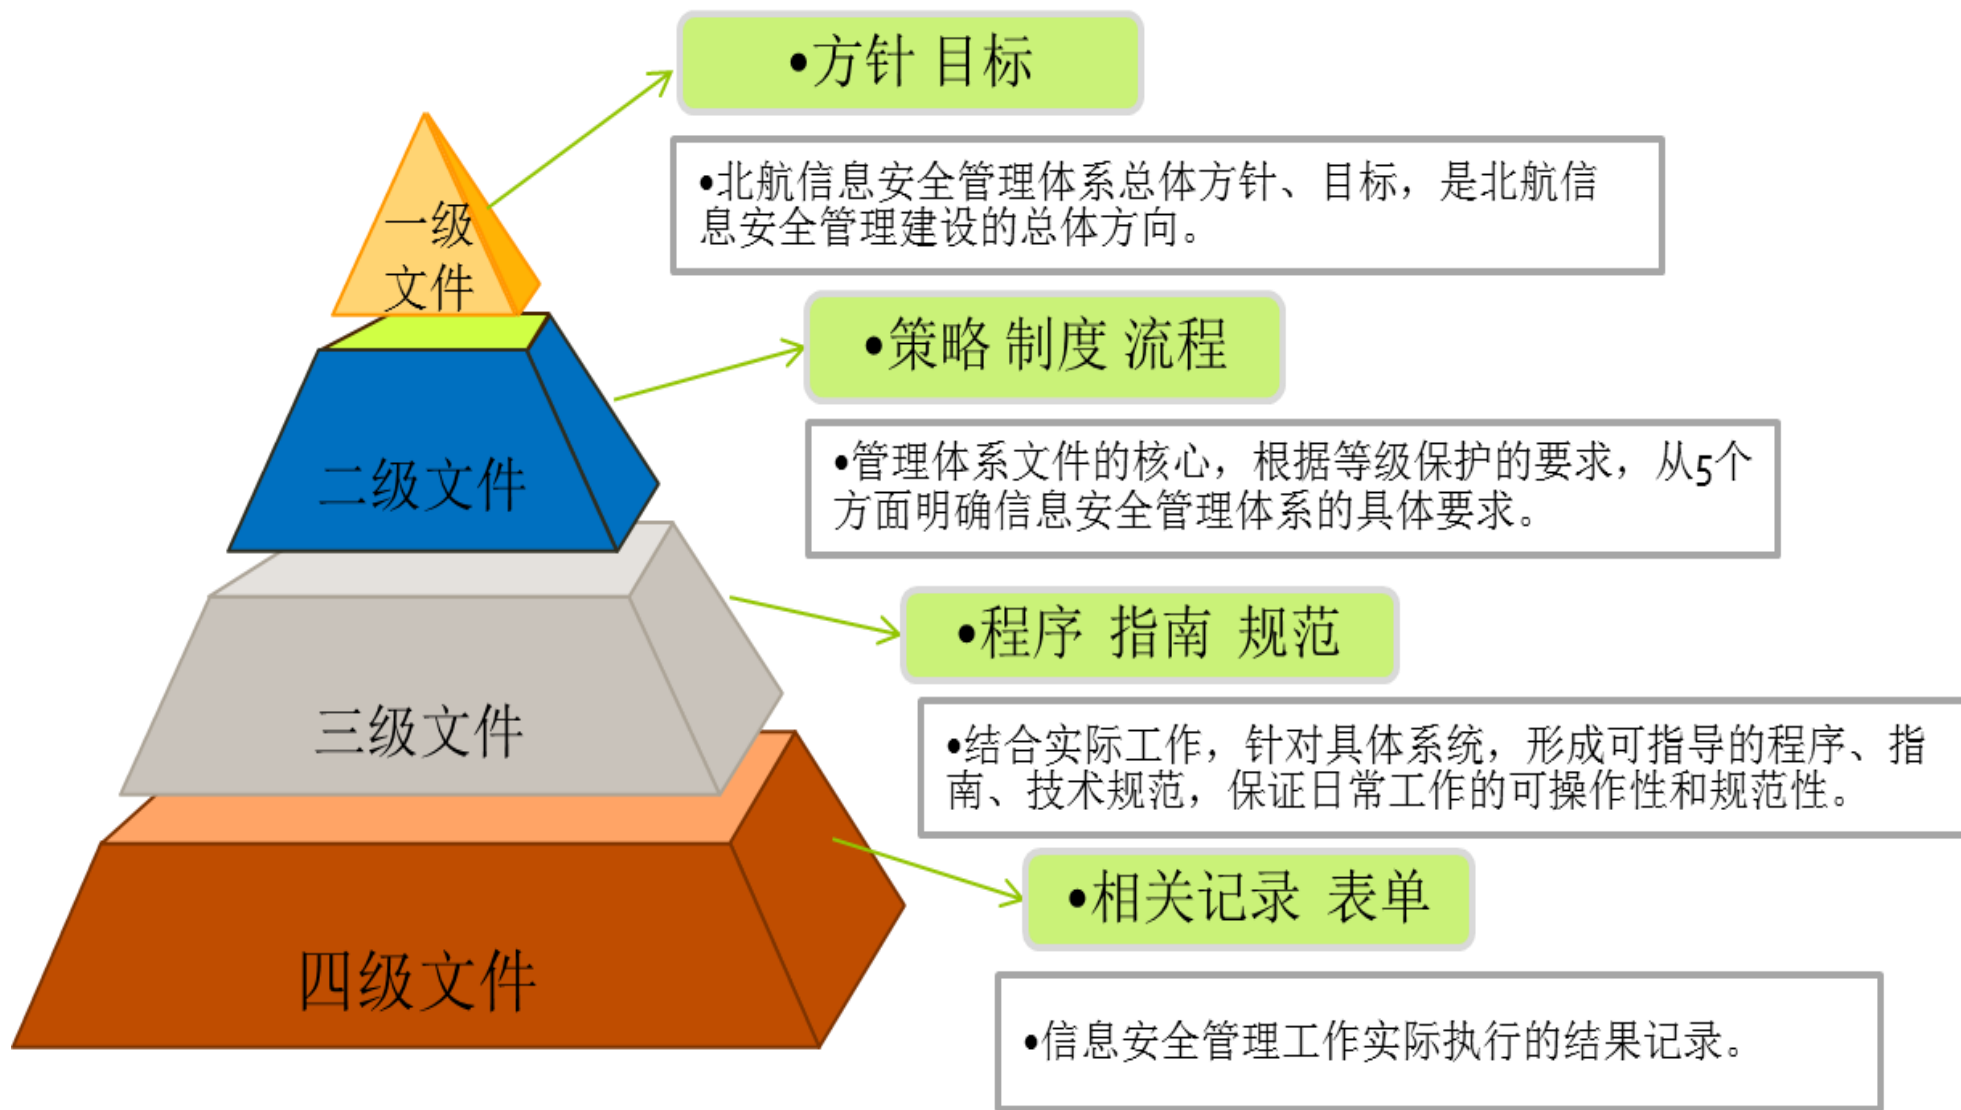 •方针 目标
•北航信息安全管理体系总体方针、目标，是北航信
息安全管理建设的总体方向。
一级
文件
•策略 制度 流程
•管理体系文件的核心，根据等级保护的要求，从5个
方面明确信息安全管理体系的具体要求。
二级文件
•程序 指南 规范
•结合实际工作，针对具体系统，形成可指导的程序、指
南、技术规范，保证日常工作的可操作性和规范性。
三级文件
•相关记录 表单
•信息安全管理工作实际执行的结果记录。
四级文件